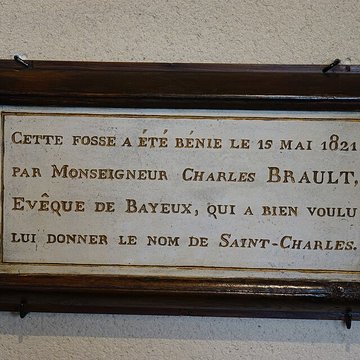 CETTE FOSSE A ÉTÉ BÉNIE LE 15 MAI 1821
PAR MONSEIGNEUR CHARLES BRAULT,
EVÊQUE DE BAYEUX, QUI A BIEN VOULU
LUI DONNER LE NOM DE SAINT-CHARLES.